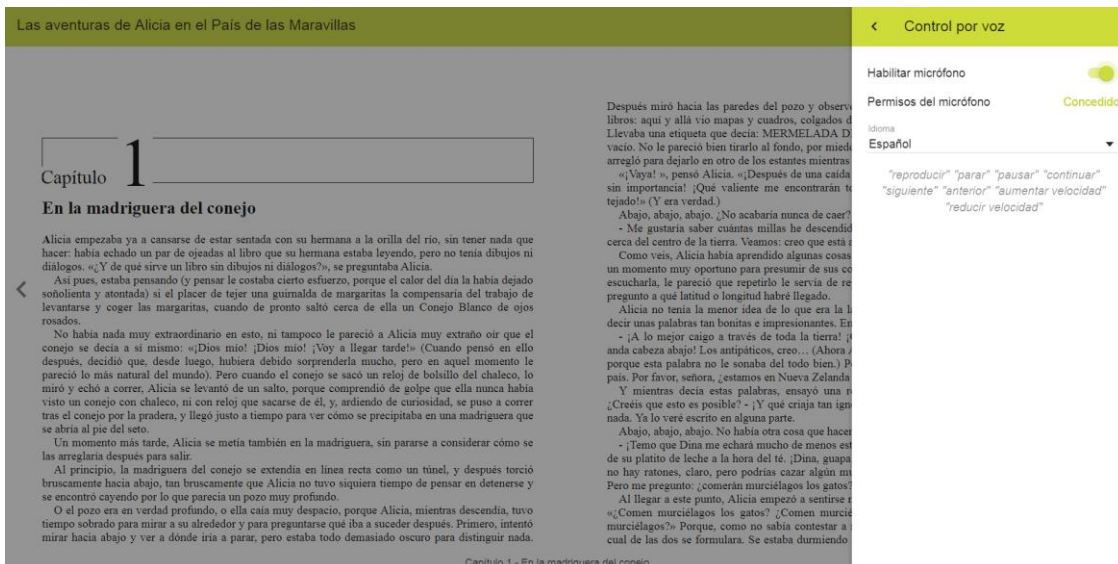 Las aventuras de Alicia en el País de las Maravillas
Capítulo 1
En la madriguera del conejo
Alicia empezaba ya a cansarse de estar sentada con su hermana a la orilla del río, sin tener nada que
hacer: había echado un par de ojeadas al libro que su hermana estaba leyendo, pero no tenía dibujos ni
diálogos. «¿Y de qué sirve un libro sin dibujos ni diálogos?», se preguntaba Alicia.
Así pues, estaba pensando (y pensar le costaba cierto esfuerzo, porque el calor del día la había dejado
soñolienta y atontada) si el placer de tejer una guirnalda de margaritas la compensaría del trabajo de
levantarse y coger las margaritas, cuando de pronto saltó cerca de ella un Conejo Blanco de ojos
rosados.
No había nada muy extraordinario en esto, ni tampoco le pareció a Alicia muy extraño oír que el
conejo se decía a sí mismo: «¡Dios mío! ¡Dios mío! ¡Voy a llegar tarde!» (Cuando pensó en ello
después, decidió que, desde luego, hubiera debido sorprenderla mucho, pero en aquel momento le
pareció lo más natural del mundo). Pero cuando el conejo se sacó un reloj de bolsillo del chaleco, lo
miró y echó a correr, Alicia se levantó de un salto, porque comprendió de golpe que ella nunca había
visto un conejo con chaleco, ni con reloj que sacarse de él, y, ardiendo de curiosidad, se puso a correr
tras el conejo por la pradera, y llegó justo a tiempo para ver cómo se precipitaba en una madriguera que
se abría al pie del seto.
Un momento más tarde, Alicia se metía también en la madriguera, sin pararse a considerar cómo se
las arreglaría después para salir.
Al principio, la madriguera del conejo se extendía en línea recta como un túnel, y después torció
bruscamente hacia abajo, tan bruscamente que Alicia no tuvo siquiera tiempo de pensar en detenerse y
se encontró cayendo por lo que parecía un pozo muy profundo.
O el pozo era en verdad profundo, o ella caía muy despacio, porque Alicia, mientras descendía, tuvo
tiempo sobrado para mirar a su alrededor y para preguntarse qué iba a suceder después. Primero, intentó
mirar hacia abajo y ver a dónde iría a parar, pero estaba todo demasiado oscuro para distinguir nada.
Después miró hacia las paredes del pozo y observ
libros: aquí y allá vio mapas y cuadros, colgados d
Llevaba una etiqueta que decía: MERMELADA D
vacío. No le pareció bien tirarlo al fondo, por mied
arregló para dejarlo en otro de los estantes mientras
«¡Vaya! », pensó Alicia. «¡Después de una caída
sin importancia! ¡Qué valiente me encontrarán t
tejado!» (Y era verdad.)
Abajo, abajo, abajo. ¿No acabaría nunca de caer?
- Me gustaría saber cuántas millas he descendid
cerca del centro de la tierra. Veamos: creo que está
Como veis, Alicia había aprendido algunas cosas
un momento muy oportuno para presumir de sus co
escucharla, le pareció que repetirlo le servía de re
pregunto a qué latitud o longitud habré llegado.
Alicia no tenía la menor idea de lo que era la l
decir unas palabras tan bonitas e impresionantes. En
- ¡A lo mejor caigo a través de toda la tierra!
anda cabeza abajo! Los antipáticos, creo… (Ahora
porque esta palabra no le sonaba del todo bien.) P
país. Por favor, señora, ¿estamos en Nueva Zelanda
Y mientras decía estas palabras, ensayó una r
¿Creéis que esto es posible? - ¡Y qué criaja tan ign
nada. Ya lo veré escrito en alguna parte.
Abajo, abajo, abajo. No había otra cosa que hacer
- ¡Temo que Dina me echará mucho de menos est
de su platito de leche a la hora del té. ¡Dina, guapa
no hay ratones, claro, pero podrías cazar algún mu
Pero me pregunto: ¿comerán murciélagos los gatos?
Al llegar a este punto, Alicia empezó a sentirse
«¿Comen murciélagos los gatos? ¿Comen murcié
murciélagos?» Porque, como no sabía contestar a
cual de las dos se formulara. Se estaba durmiendo
Capítulo 1 - En la madriguera del conejo
Control por voz
Habilitar micrófono
Permisos del micrófono Concedido
Idioma
Español
"reproducir" "parar" "pausar" "continuar"
"siguiente" "anterior" "aumentar velocidad"
"reducir velocidad"